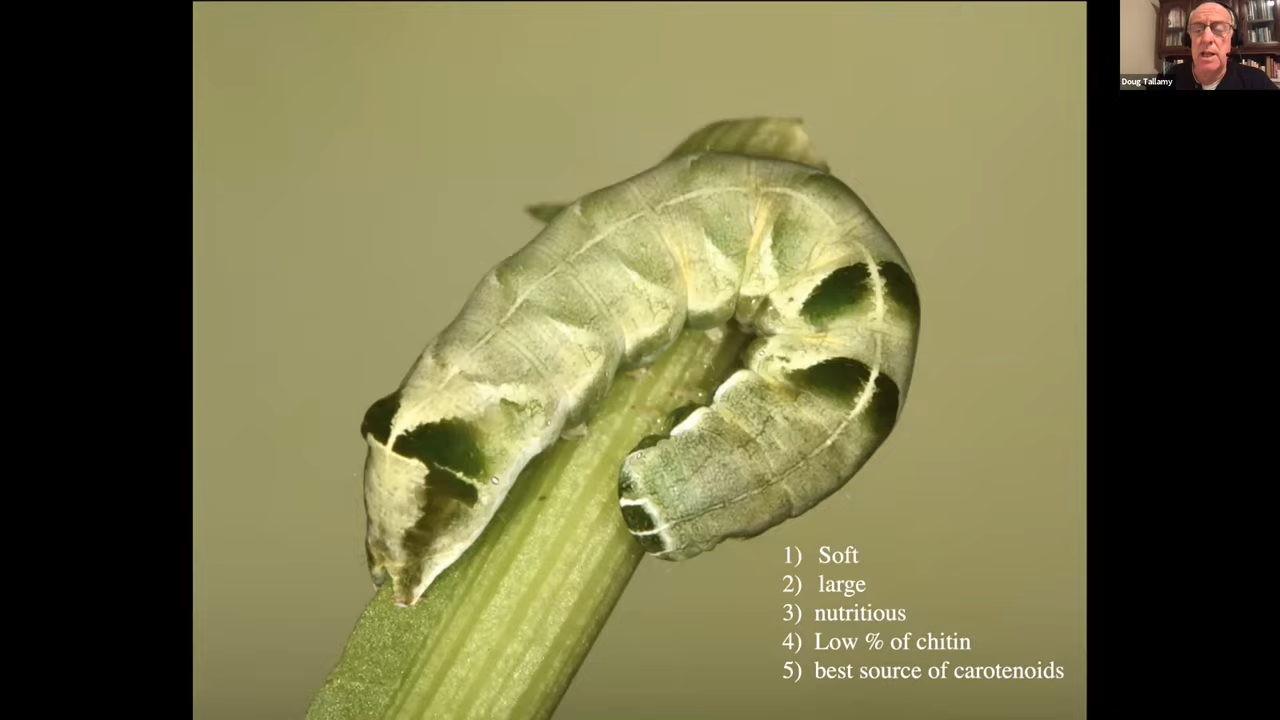 Doug Tallamy
1) Soft
2) large
3) nutritious
4) Low % of chitin
5) best source of carotenoids